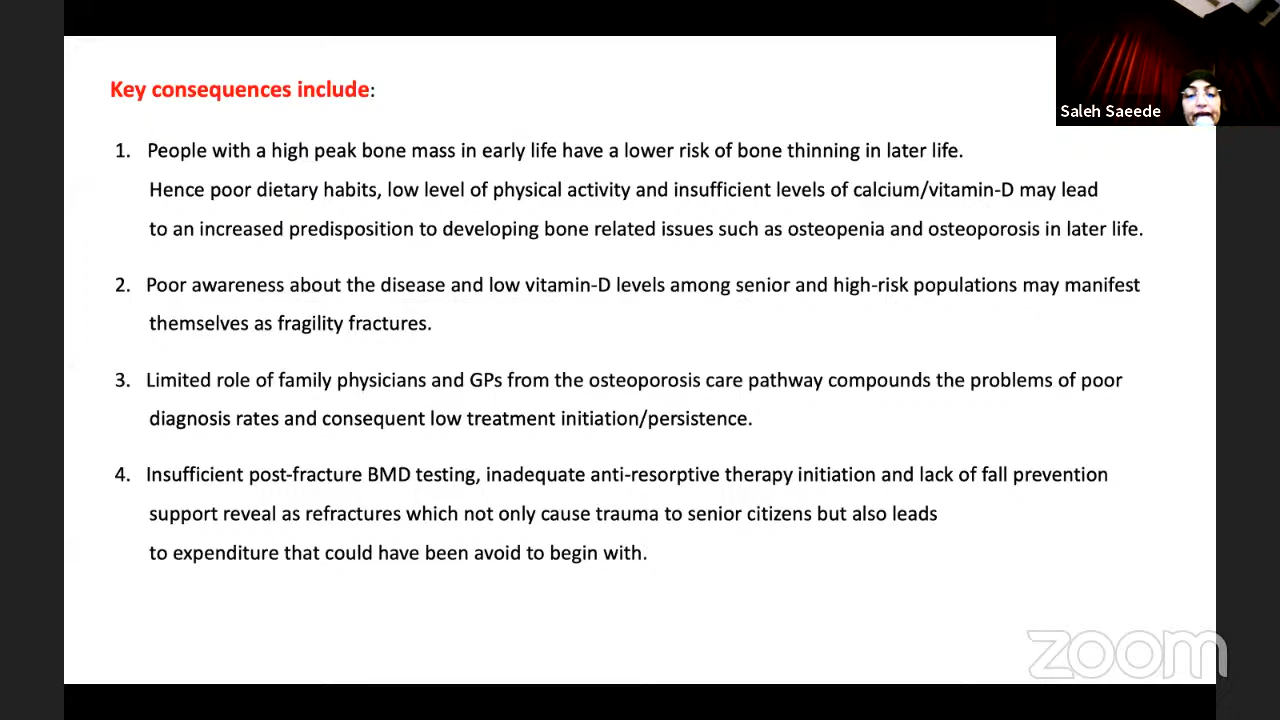 Key consequences include:
Saleh Saeede
1. People with a high peak bone mass in early life have a lower risk of bone thinning in later life.
Hence poor dietary habits, low level of physical activity and insufficient levels of calcium/vitamin-D may lead
to an increased predisposition to developing bone related issues such as osteopenia and osteoporosis in later life.
2. Poor awareness about the disease and low vitamin-D levels among senior and high-risk populations may manifest
themselves as fragility fractures.
3. Limited role of family physicians and GPs from the osteoporosis care pathway compounds the problems of poor
diagnosis rates and consequent low treatment initiation/persistence.
4. Insufficient post-fracture BMD testing, inadequate anti-resorptive therapy initiation and lack of fall prevention
support reveal as refractures which not only cause trauma to senior citizens but also leads
to expenditure that could have been avoid to begin with.
zoom